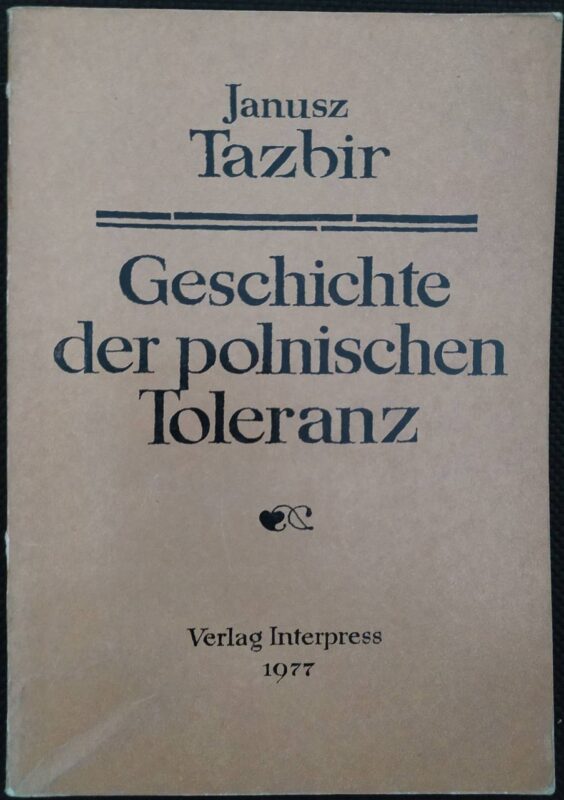 Janusz
Tazbir
Geschichte
der polnischen
Toleranz
Verlag Interpress
1977